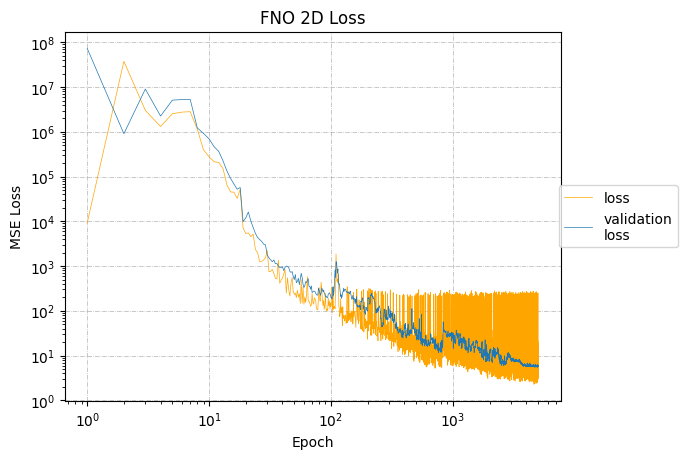 FNO 2D Loss
10⁸
10⁷
10⁶
10⁵
10⁴
10³
10²
10¹
10⁰
MSE Loss
10⁰ 10¹ 10² 10³
Epoch
loss
validation
loss